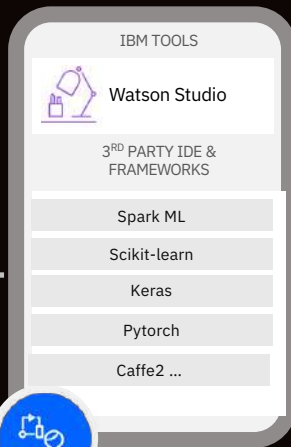 IBM TOOLS
Watson Studio
3RD PARTY IDE &
FRAMEWORKS
Spark ML
Scikit-learn
Keras
Pytorch
Caffe2 ...